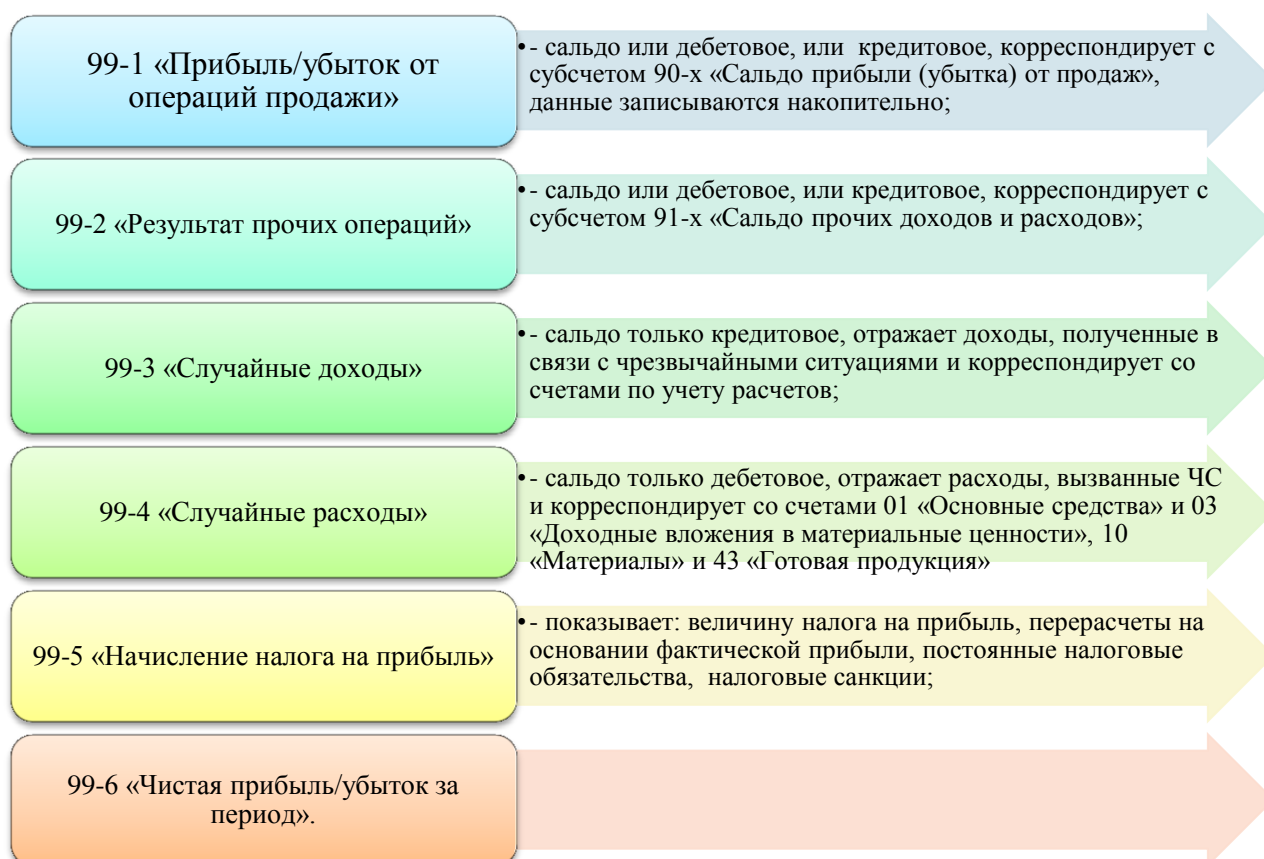 99-1 «Прибыль/убыток от
операций продажи»
•- сальдо или дебетовое, или  кредитовое, корреспондирует с
субсчетом 90-х «Сальдо прибыли (убытка) от продаж»,
данные записываются накопительно;
99-2 «Результат прочих операций»
•- сальдо или дебетовое, или кредитовое, корреспондирует с
субсчетом 91-х «Сальдо прочих доходов и расходов»;
99-3 «Случайные доходы»
•- сальдо только кредитовое, отражает доходы, полученные в
связи с чрезвычайными ситуациями и корреспондирует со
счетами по учету расчетов;
99-4 «Случайные расходы»
•- сальдо только дебетовое, отражает расходы, вызванные ЧС
и корреспондирует со счетами 01 «Основные средства» и 03
«Доходные вложения в материальные ценности», 10
«Материалы» и 43 «Готовая продукция»
99-5 «Начисление налога на прибыль»
•- показывает: величину налога на прибыль, перерасчеты на
основании фактической прибыли, постоянные налоговые
обязательства,  налоговые санкции;
99-6 «Чистая прибыль/убыток за
период».